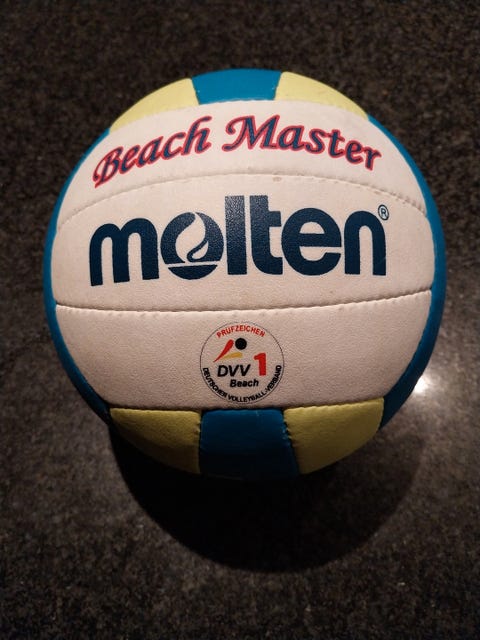 Beach Master
molten®
PRÜFZEICHEN
DVV 1
Beach
DEUTSCHER VOLLEYBALL-VERBAND